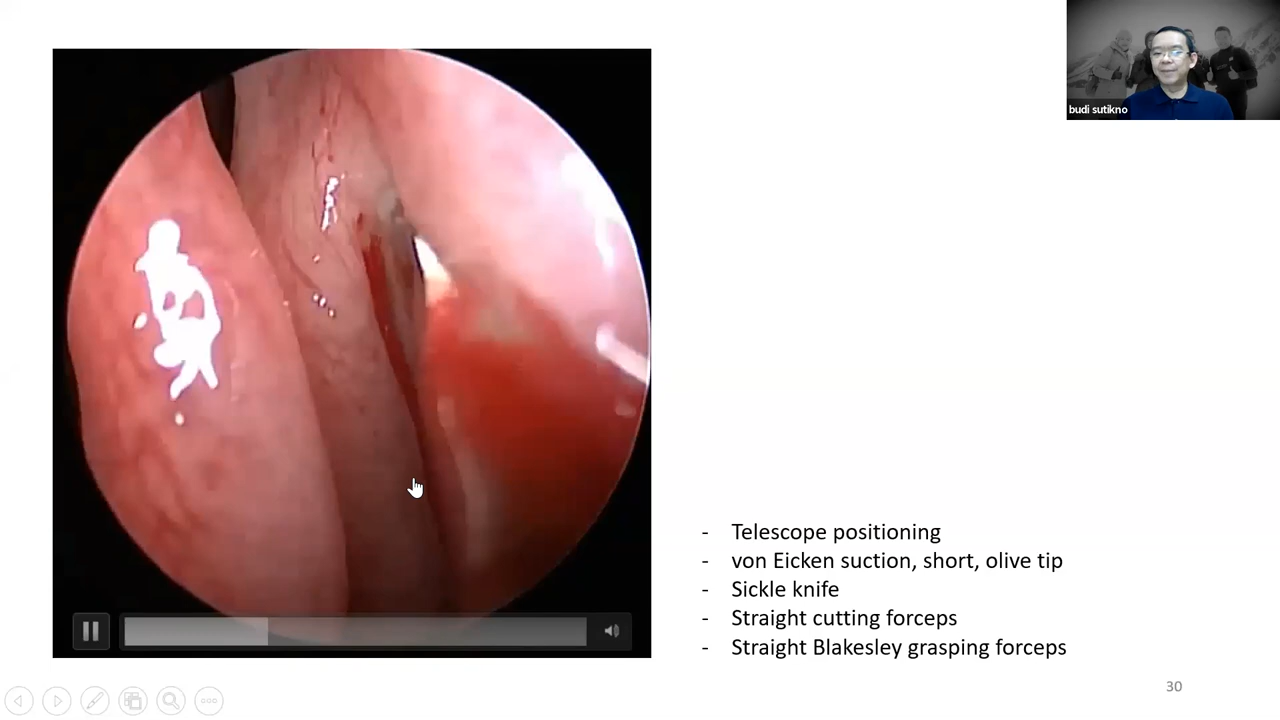 budi sutikno
- Telescope positioning
- von Eicken suction, short, olive tip
- Sickle knife
- Straight cutting forceps
- Straight Blakesley grasping forceps
30